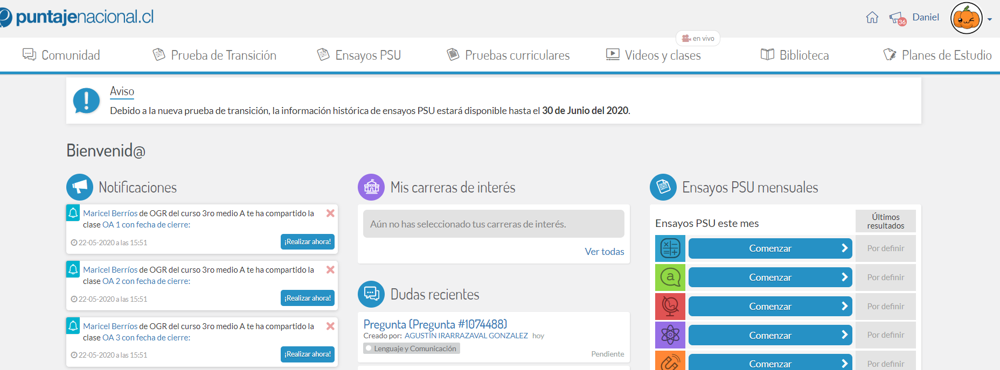 puntajenacional.cl
36
Daniel
en vivo
Comunidad
Prueba de Transición
Ensayos PSU
Pruebas curriculares
Videos y clases
Biblioteca
Planes de Estudio
Aviso
Debido a la nueva prueba de transición, la información histórica de ensayos PSU estará disponible hasta el 30 de Junio del 2020.
Bienvenid@
Notificaciones
Maricel Berríos de OGR del curso 3ro medio A te ha compartido la
clase OA 1 con fecha de cierre:
22-05-2020 a las 15:51
¡Realizar ahora!
Maricel Berríos de OGR del curso 3ro medio A te ha compartido la
clase OA 2 con fecha de cierre:
22-05-2020 a las 15:51
¡Realizar ahora!
Maricel Berríos de OGR del curso 3ro medio A te ha compartido la
clase OA 3 con fecha de cierre:
22-05-2020 a las 15:51
¡Realizar ahora!
Mis carreras de interés
Aún no has seleccionado tus carreras de interés.
Ver todas
Dudas recientes
Pregunta (Pregunta #1074488)
Creado por: AGUSTÍN IRARRAZAVAL GONZALEZ hoy
Lenguaje y Comunicación
Pendiente
Ensayos PSU mensuales
Ensayos PSU este mes
Últimos
resultados
Comenzar
Por definir
a
Comenzar
Por definir
Comenzar
Por definir
Comenzar
Por definir
Comenzar
Por definir